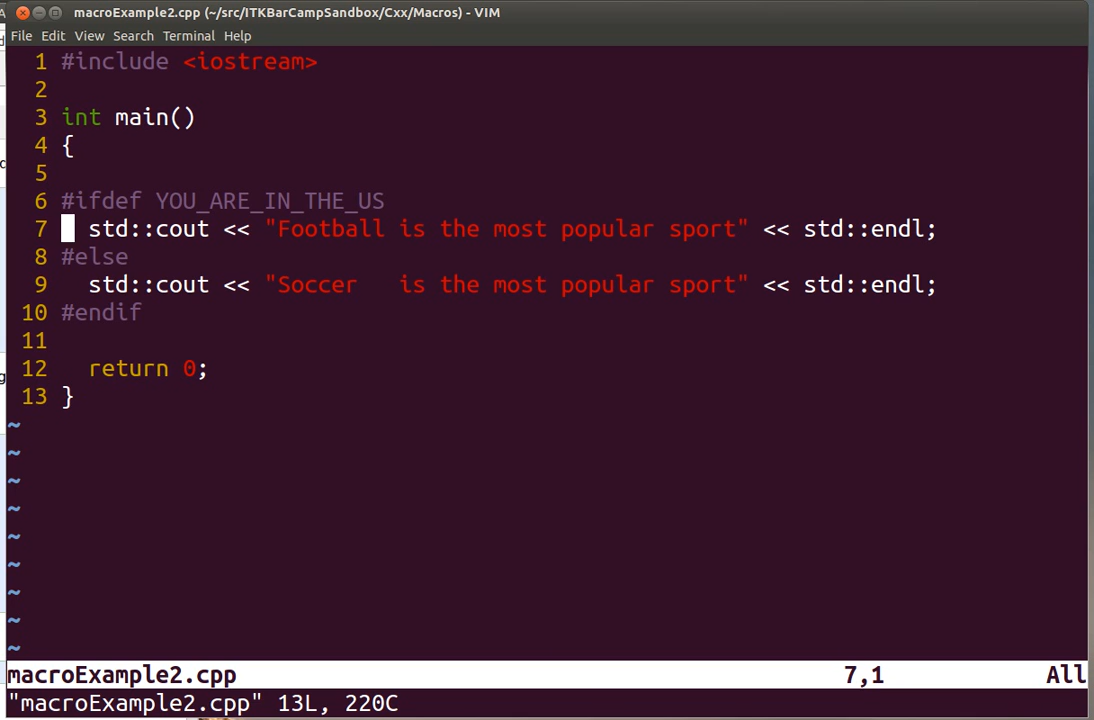 macroExample2.cpp (~/src/ITKBarCampSandbox/Cxx/Macros) - VIM
File Edit View Search Terminal Help
1 #include <iostream>
2
3 int main()
4 {
5
6 #ifdef YOU_ARE_IN_THE_US
7   std::cout << "Football is the most popular sport" << std::endl;
8 #else
9   std::cout << "Soccer   is the most popular sport" << std::endl;
10 #endif
11
12   return 0;
13 }
~
~
~
~
~
~
~
~
~
macroExample2.cpp 7,1 All
"macroExample2.cpp" 13L, 220C